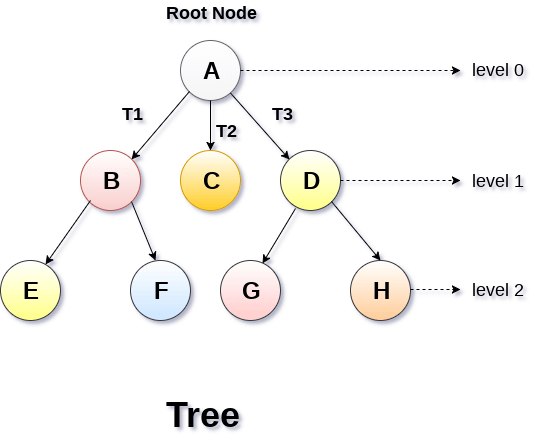 Root Node
A
level 0
T1
T2
T3
B
C
D
level 1
E
F
G
H
level 2
Tree